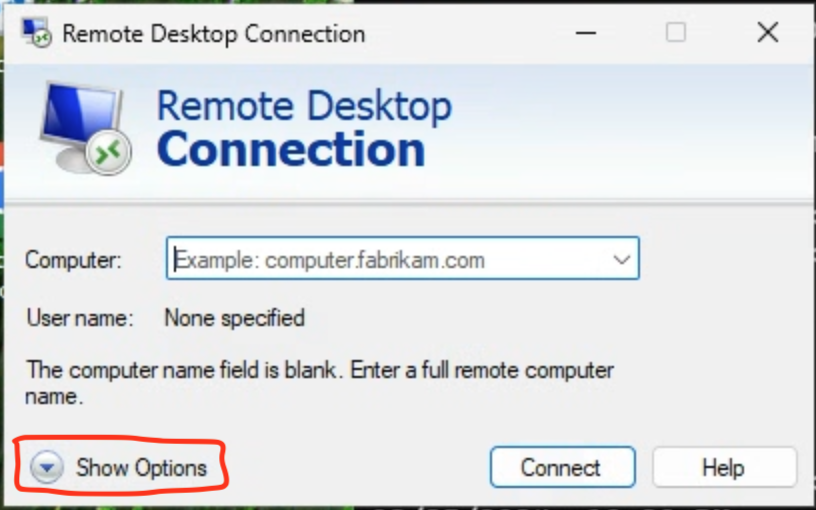 Remote Desktop Connection
Remote Desktop
Connection
Computer: Example: computer.fabrikam.com
User name: None specified
The computer name field is blank. Enter a full remote computer
name.
Show Options Connect Help